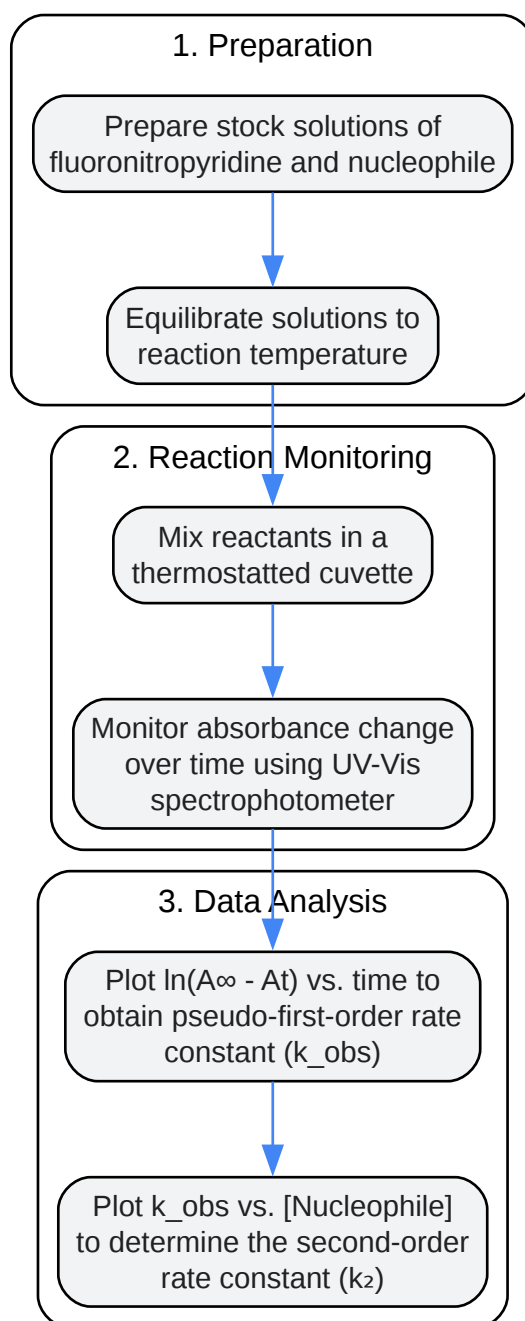 1. Preparation
Prepare stock solutions of
fluoronitropyridine and nucleophile
Equilibrate solutions to
reaction temperature
2. Reaction Monitoring
Mix reactants in a
thermostatted cuvette
Monitor absorbance change
over time using UV-Vis
spectrophotometer
3. Data Analysis
Plot ln(A∞ - At) vs. time to
obtain pseudo-first-order rate
constant (k_obs)
Plot k_obs vs. [Nucleophile]
to determine the second-order
rate constant (k₂)